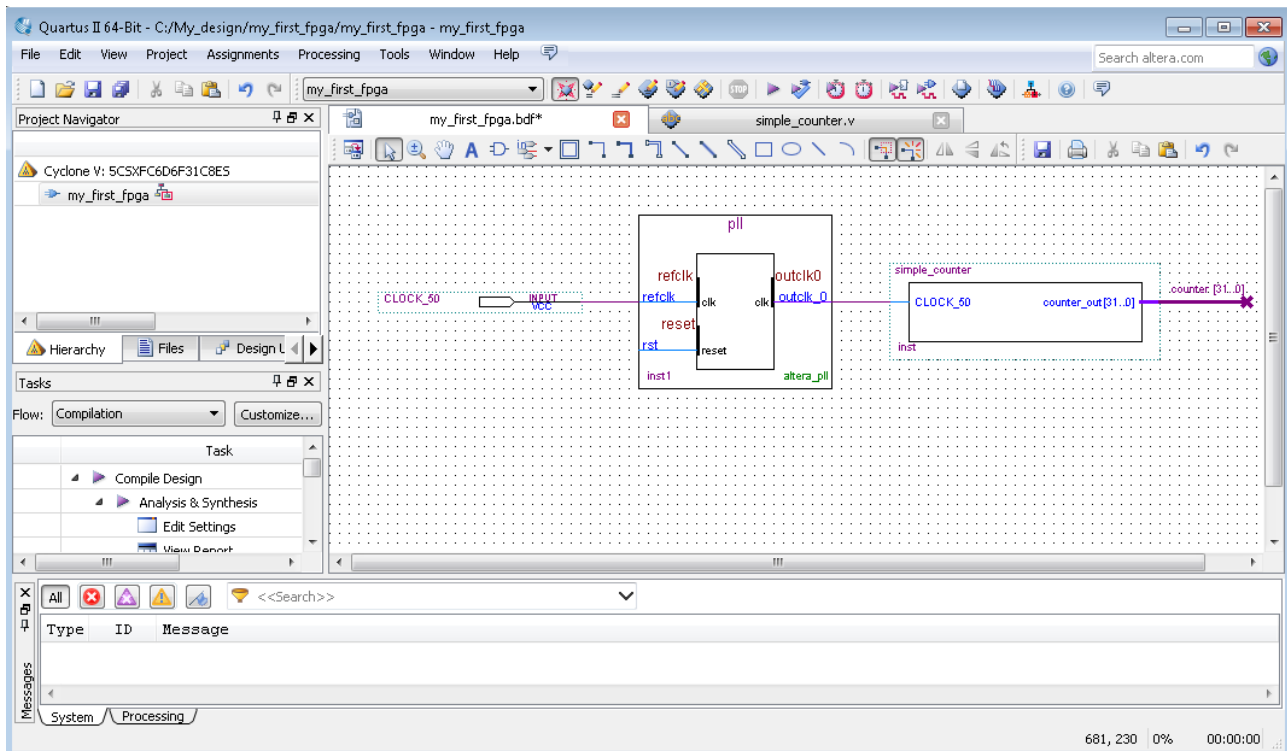 Quartus II 64-Bit - C:/My_design/my_first_fpga/my_first_fpga - my_first_fpga
File Edit View Project Assignments Processing Tools Window Help
Search altera.com
my_first_fpga
Project Navigator
my_first_fpga.bdf*
simple_counter.v
Cyclone V: 5CSXFC6D6F31C8ES
my_first_fpga
pll
refclk
outclk0
simple_counter
CLOCK_50
INPUT
VCC
refclk
clk
clk
outclk_0
CLOCK_50
counter_out[31..0]
counter [31..0]
reset
rst
reset
inst
inst1
altera_pll
Hierarchy
Files
Design U
Tasks
Flow:
Compilation
Customize...
Task
Compile Design
Analysis & Synthesis
Edit Settings
View Report
All
<<Search>>
Type ID Message
Messages
System
Processing
681, 230 0% 00:00:00